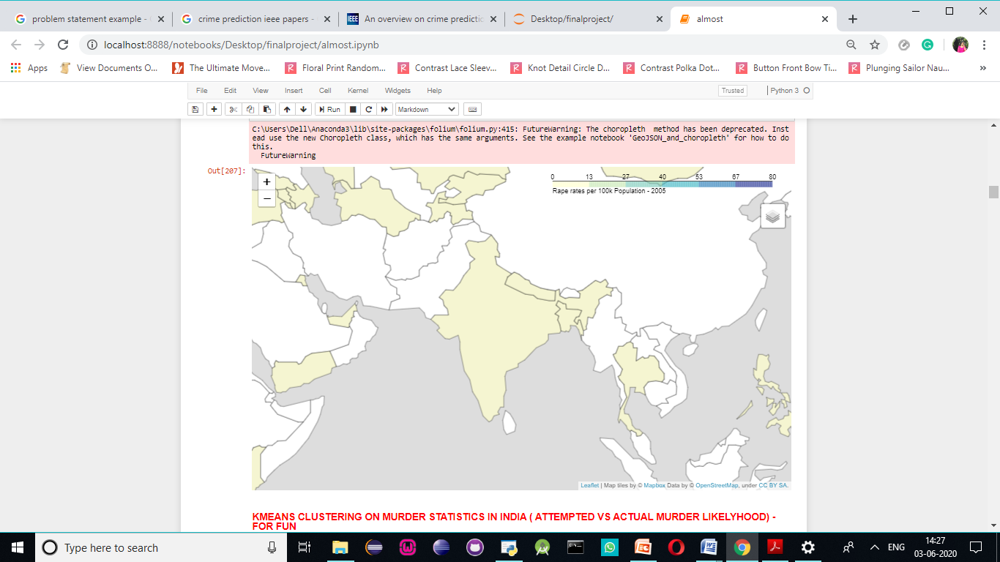 problem statement example - G
crime prediction ieee papers -
IEEE
An overview on crime predictio
Desktop/finalproject/
almost
localhost:8888/notebooks/Desktop/finalproject/almost.ipynb
Apps
View Documents O...
The Ultimate Move...
R
Floral Print Random...
R
Contrast Lace Sleev...
R
Knot Detail Circle D...
R
Contrast Polka Dot...
R
Button Front Bow Ti...
R
Plunging Sailor Nau...
»
File Edit View Insert Cell Kernel Widgets Help
Trusted
Python 3
Run
Markdown
C:\Users\Dell\Anaconda3\lib\site-packages\folium\folium.py:415: FutureWarning: The choropleth  method has been deprecated. Inst
ead use the new Choropleth class, which has the same arguments. See the example notebook 'GeoJSON_and_choropleth' for how to do
this.
FutureWarning
Out[207]:
+
−
0 13 27 40 53 67 80
Rape rates per 100k Population - 2005
Leaflet | Map tiles by © Mapbox Data by © OpenStreetMap, under CC BY SA.
KMEANS CLUSTERING ON MURDER STATISTICS IN INDIA ( ATTEMPTED VS ACTUAL MURDER LIKELYHOOD) -
FOR FUN
Type here to search
ENG
14:27
03-06-2020